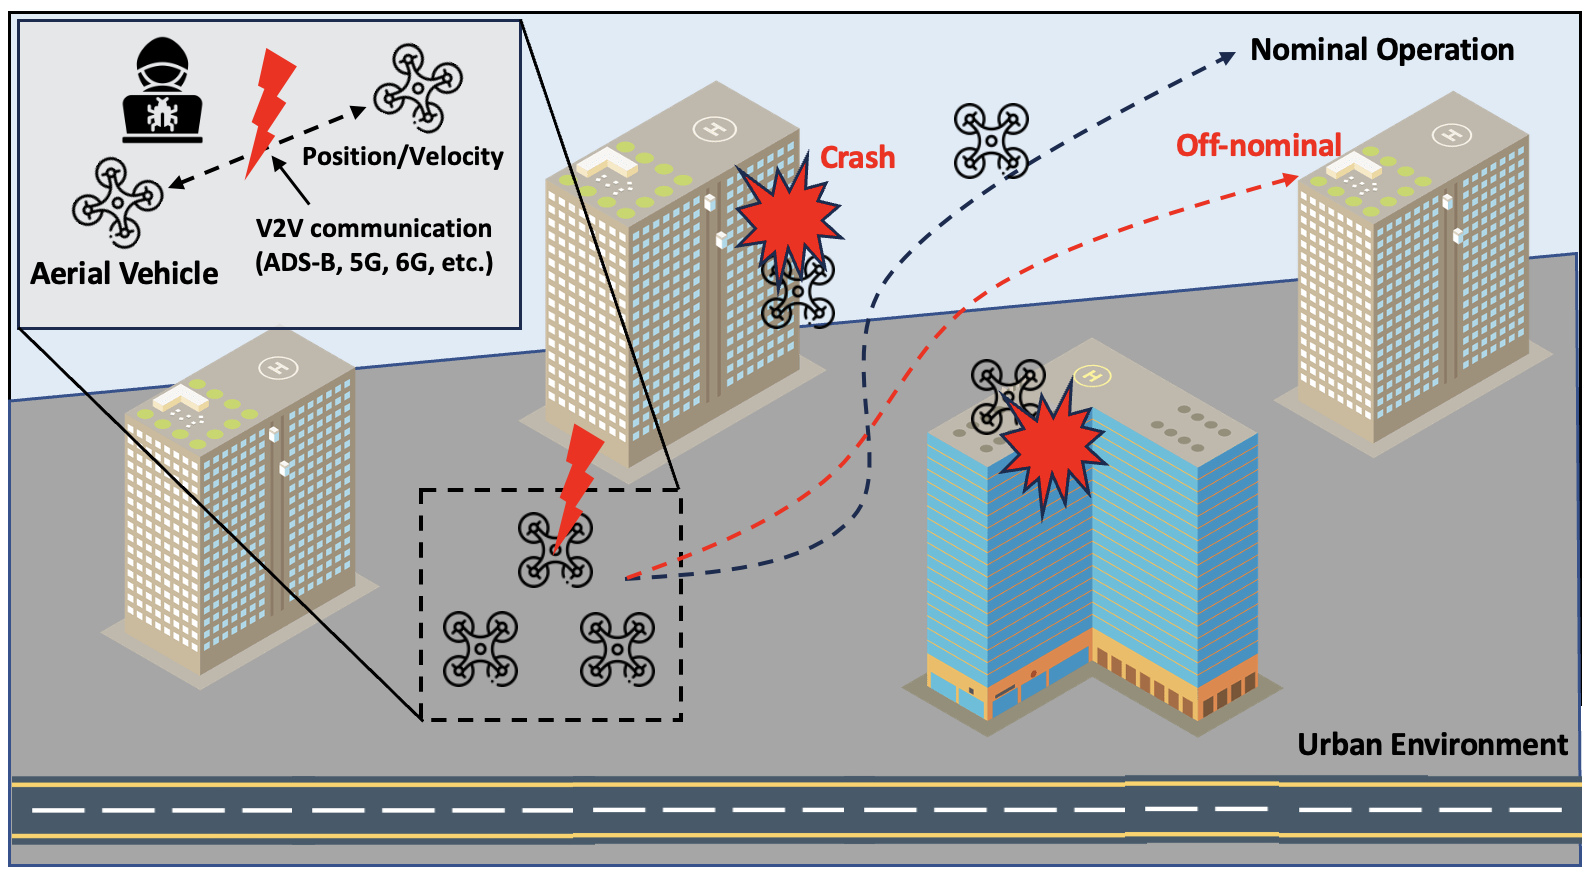 Nominal Operation
Off-nominal
Crash
Position/Velocity
V2V communication
(ADS-B, 5G, 6G, etc.)
Aerial Vehicle
H
H
H
H
Urban Environment